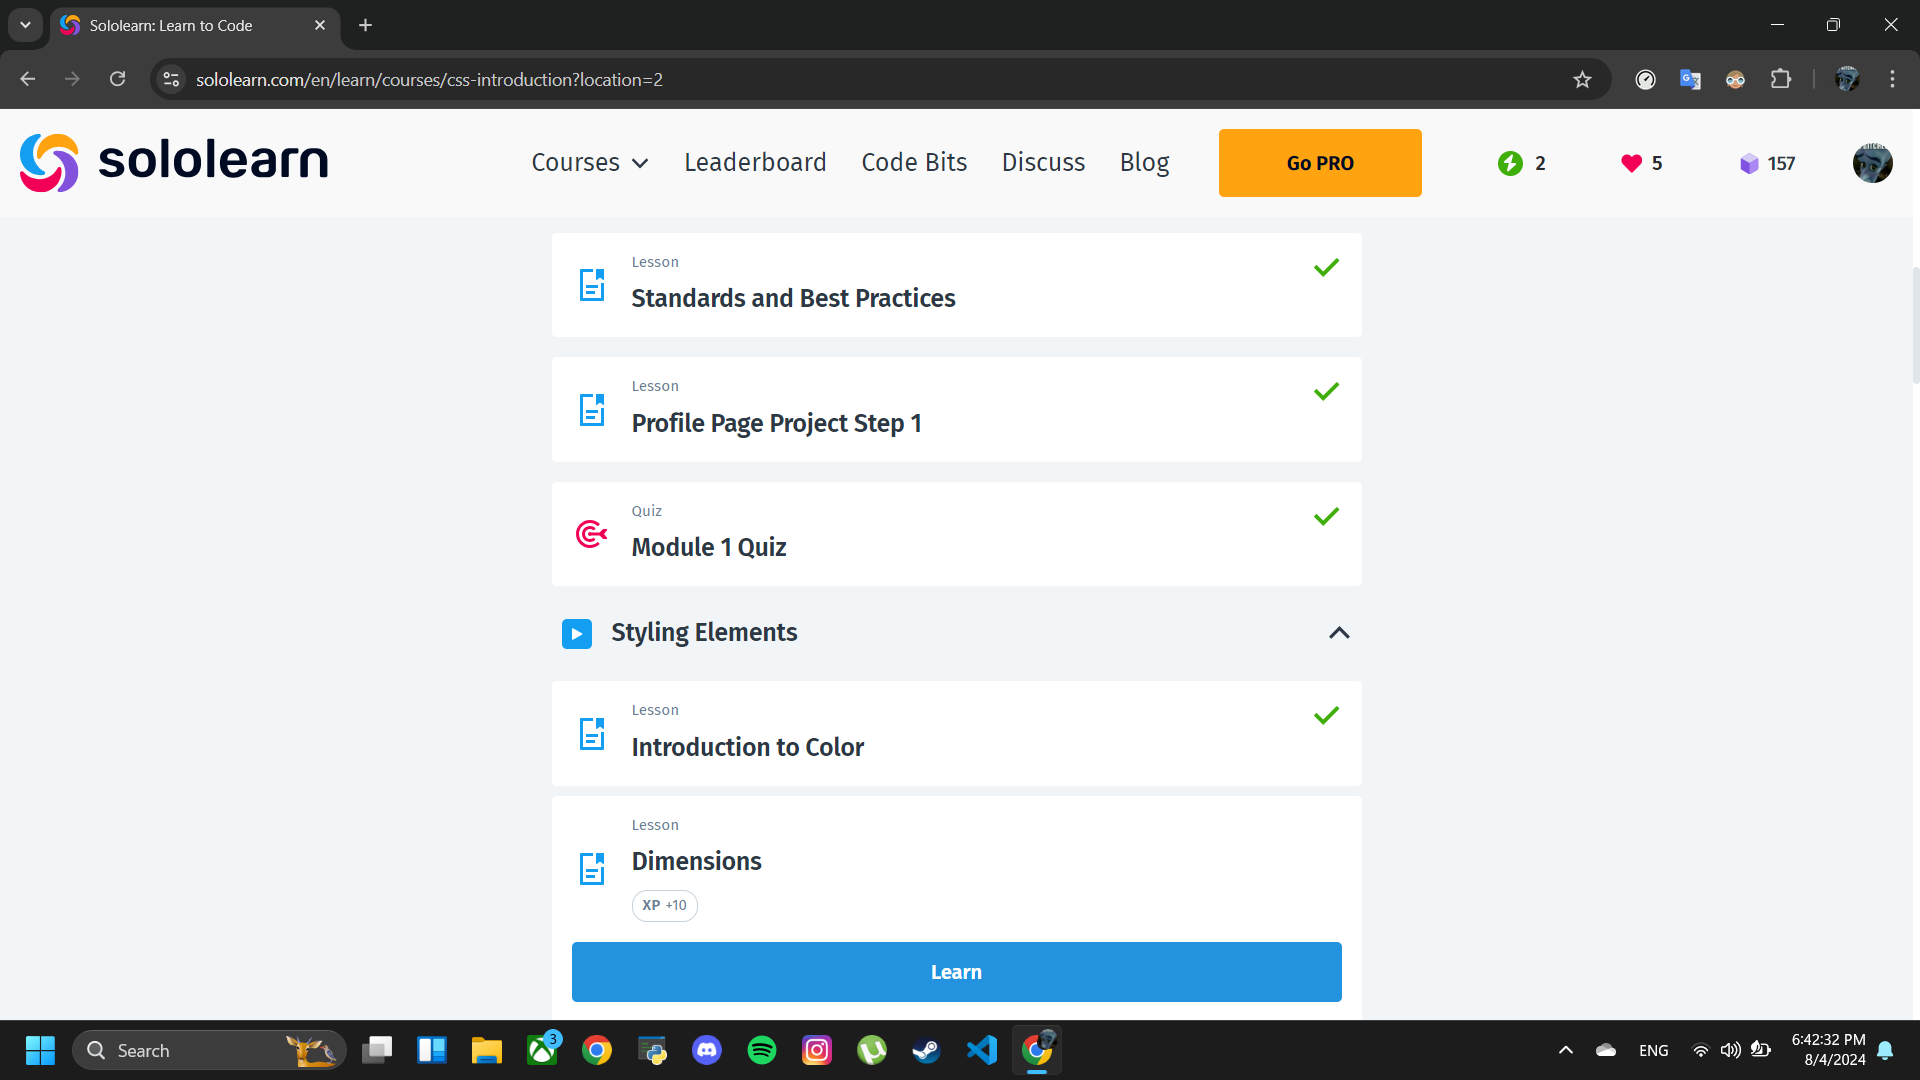 Sololearn: Learn to Code
sololearn.com/en/learn/courses/css-introduction?location=2
sololearn
Courses
Leaderboard
Code Bits
Discuss
Blog
Go PRO
2
5
157
Lesson
Standards and Best Practices
Lesson
Profile Page Project Step 1
Quiz
Module 1 Quiz
Styling Elements
Lesson
Introduction to Color
Lesson
Dimensions
XP +10
Learn
Search
3
ENG
6:42:32 PM
8/4/2024